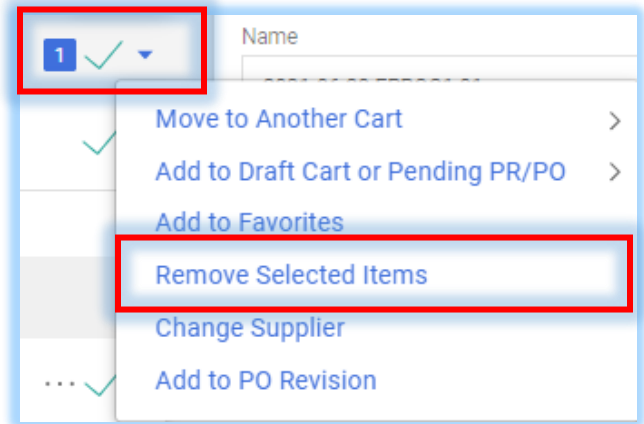 Name
1
Move to Another Cart
Add to Draft Cart or Pending PR/PO
Add to Favorites
Remove Selected Items
Change Supplier
Add to PO Revision